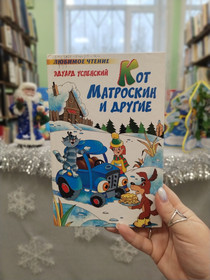 ЛЮБИМОЕ ЧТЕНИЕ
ЭДУАРД УСПЕНСКИЙ
КОТ
МАТРОСКИН
И ДРУГИЕ